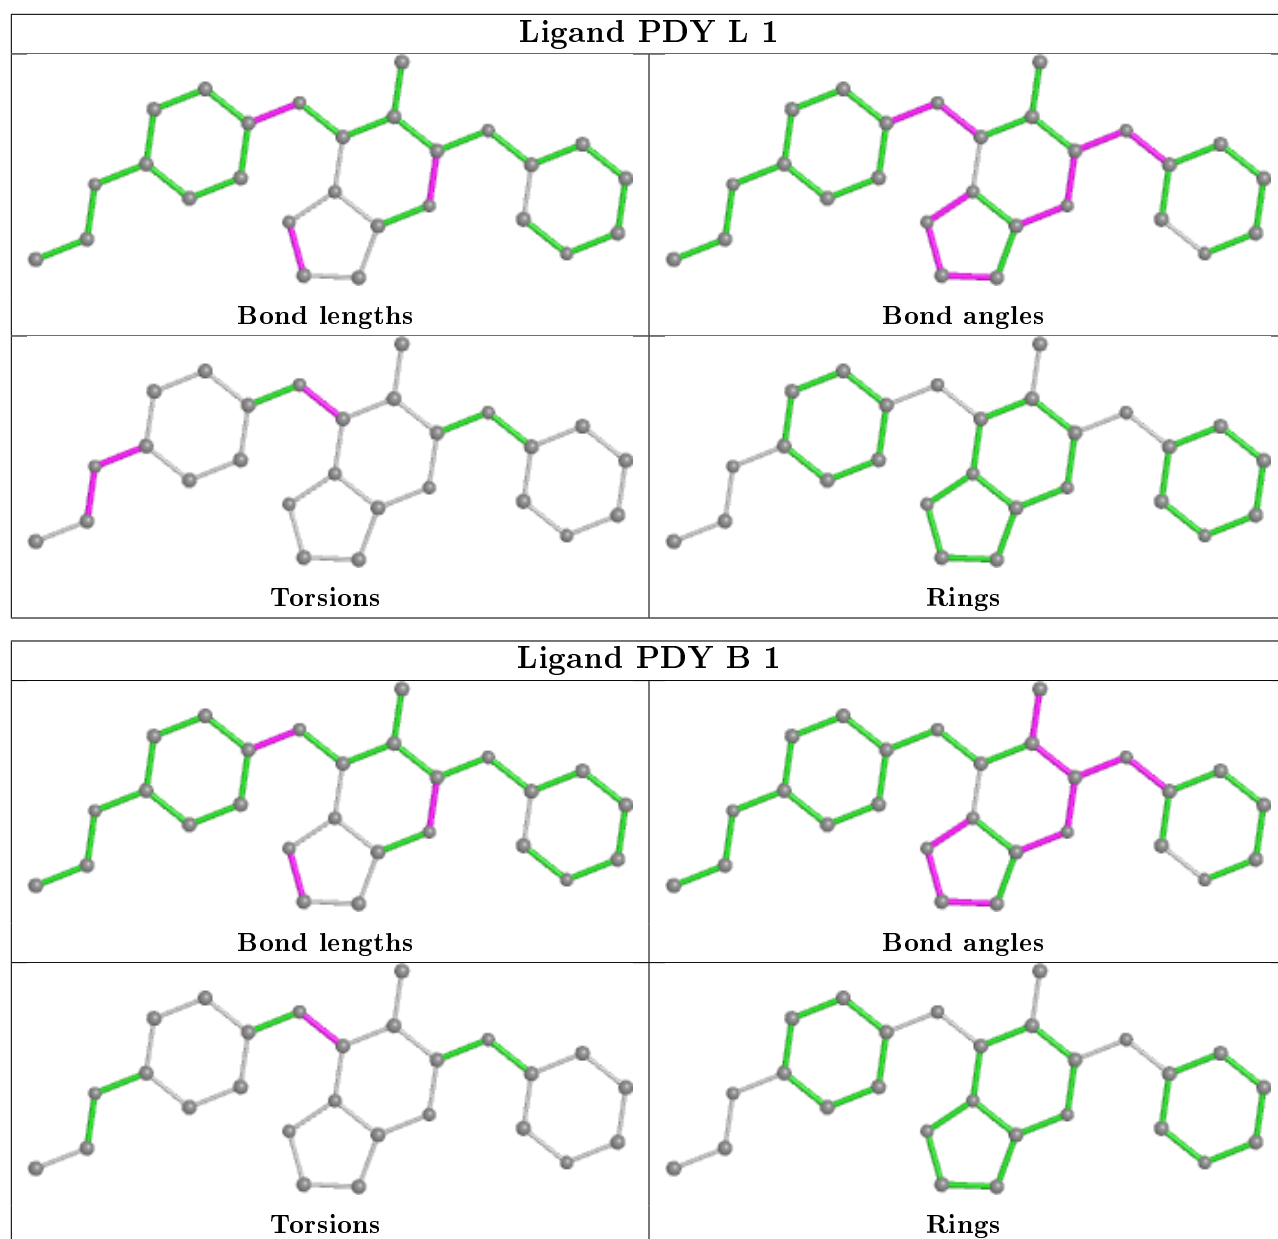 Ligand PDY L 1
Bond lengths
Bond angles
Torsions
Rings
Ligand PDY B 1
Bond lengths
Bond angles
Torsions
Rings